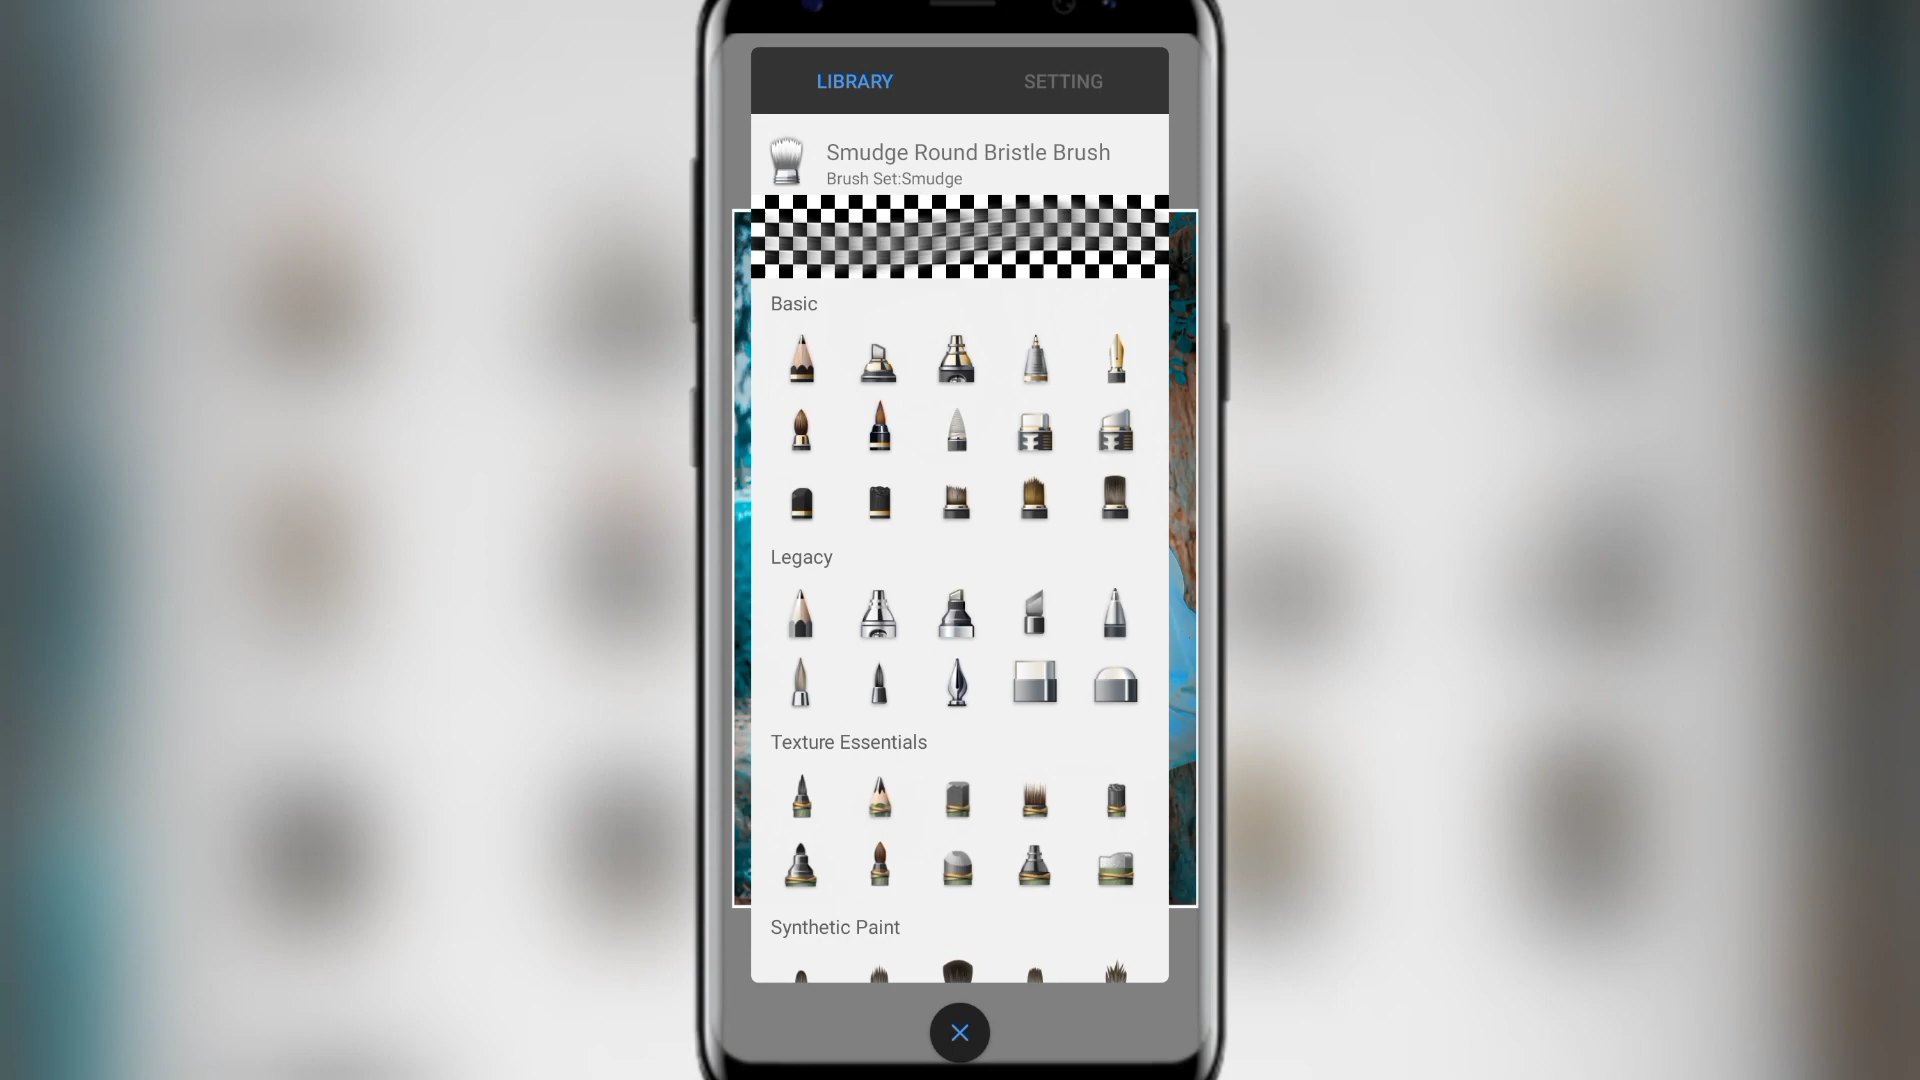 LIBRARY
SETTING
Smudge Round Bristle Brush
Brush Set:Smudge
Basic
Legacy
Texture Essentials
Synthetic Paint